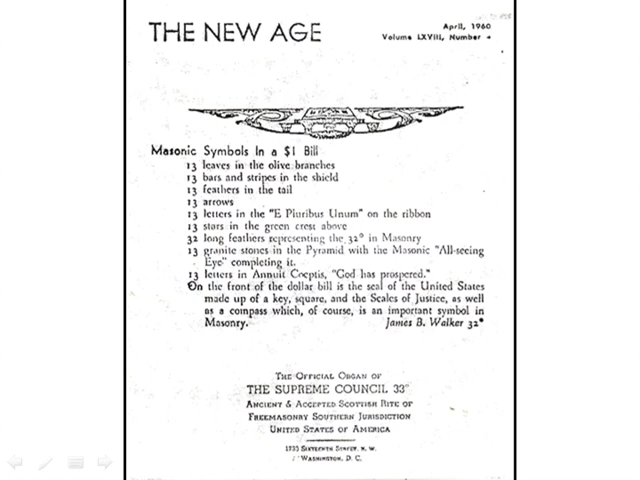 THE NEW AGE
April, 1960
Volume LXVIII, Number 4
Masonic Symbols In a $1 Bill
13 leaves in the olive branches
13 bars and stripes in the shield
13 feathers in the tail
13 arrows
13 letters in the "E Pluribus Unum" on the ribbon
13 stars in the green crest above
32 long feathers representing the 32° in Masonry
13 granite stones in the Pyramid with the Masonic "All-seeing
Eye" completing it.
13 letters in Annuit Coeptis, "God has prospered."
On the front of the dollar bill is the seal of the United States
made up of a key, square, and the Scales of Justice, as well
as a compass which, of course, is an important symbol in
Masonry. James B. Walker 32°
THE OFFICIAL ORGAN OF
THE SUPREME COUNCIL 33°
ANCIENT & ACCEPTED SCOTTISH RITE OF
FREEMASONRY SOUTHERN JURISDICTION
UNITED STATES OF AMERICA
1733 SIXTEENTH STREET, N. W.
WASHINGTON, D. C.